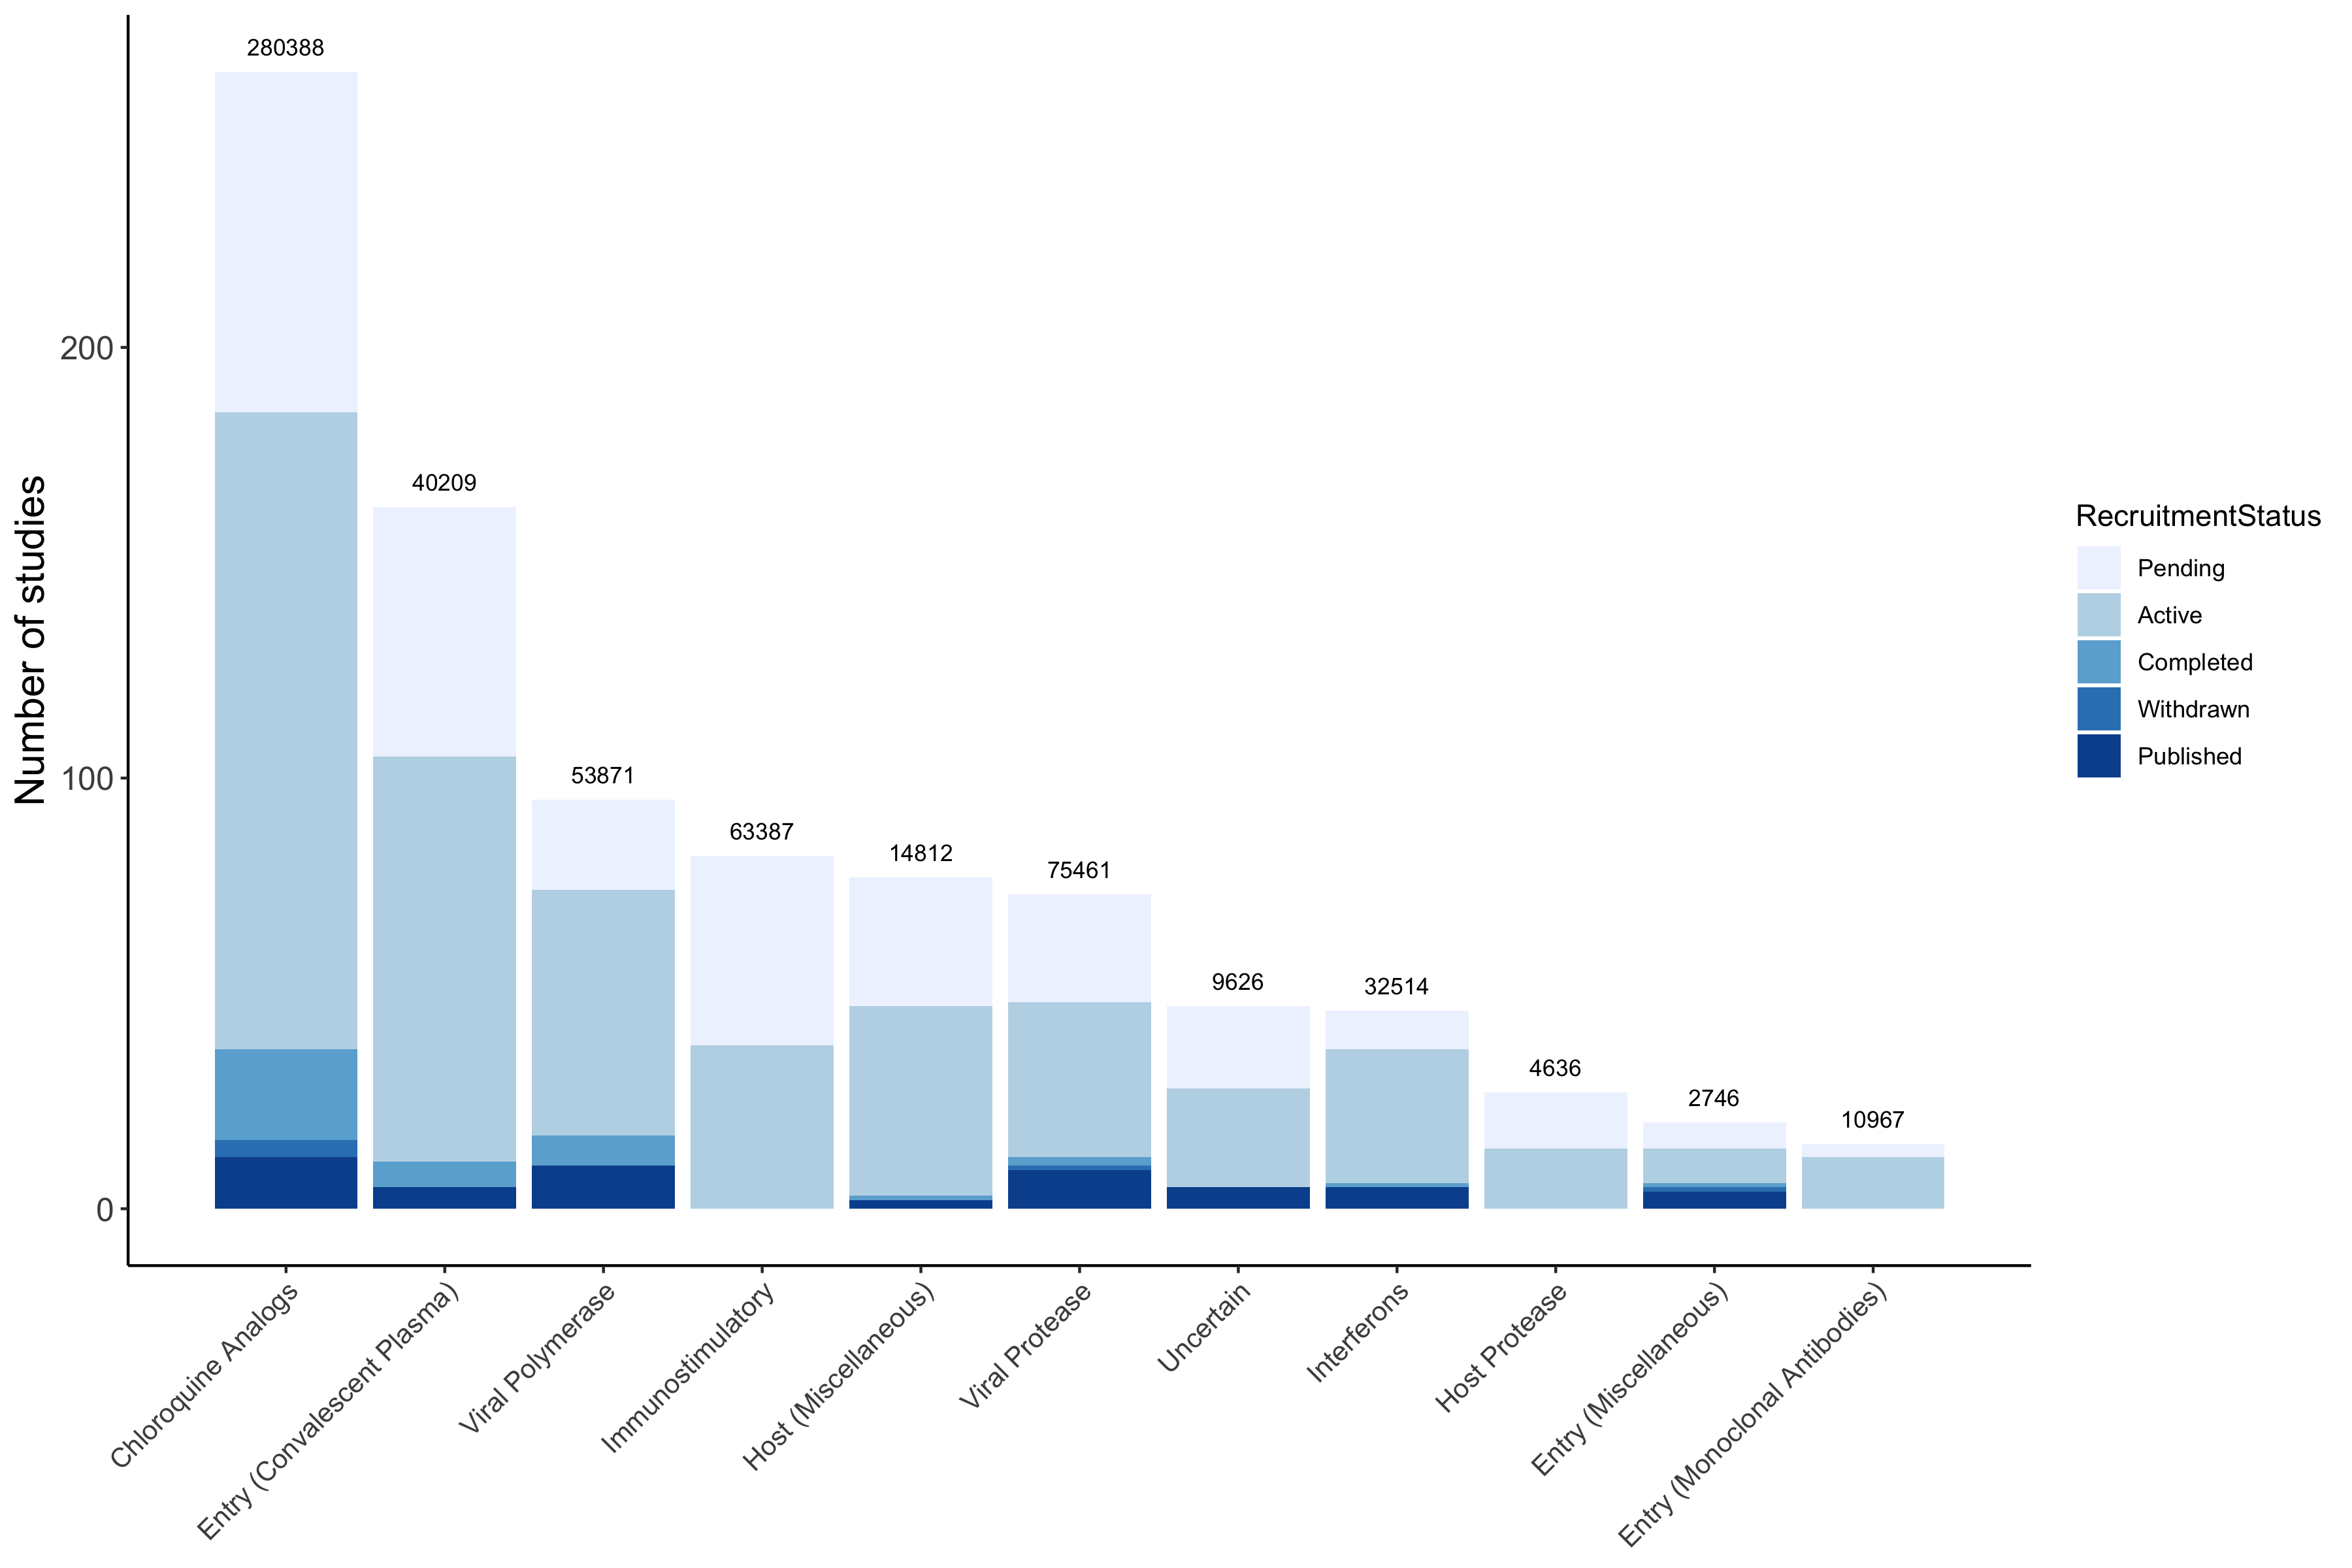 280388
40209
53871
63387
14812
75461
9626
32514
4636
2746
10967
Number of studies
200
100
0
Chloroquine Analogs
Entry (Convalescent Plasma)
Viral Polymerase
Immunostimulatory
Host (Miscellaneous)
Viral Protease
Uncertain
Interferons
Host Protease
Entry (Miscellaneous)
Entry (Monoclonal Antibodies)
RecruitmentStatus
Pending
Active
Completed
Withdrawn
Published